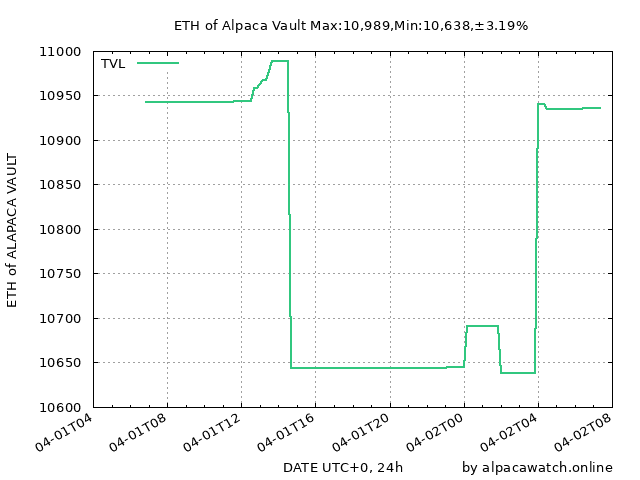 ETH of Alpaca Vault Max:10,989,Min:10,638,±3.19%
TVL
11000
10950
10900
10850
10800
10750
10700
10650
10600
ETH of ALAPACA VAULT
04-01T04
04-01T08
04-01T12
04-01T16
04-01T20
04-02T00
04-02T04
04-02T08
DATE UTC+0, 24h
by alpacawatch.online